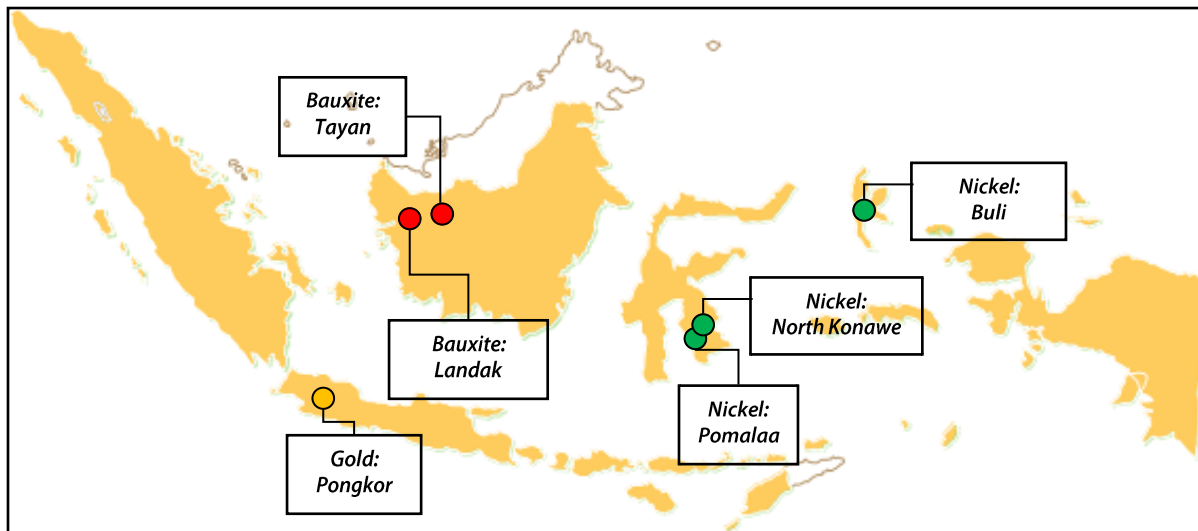 Bauxite:
Tayan
Nickel:
Buli
Nickel:
North Konawe
Bauxite:
Landak
Nickel:
Pomalaa
Gold:
Pongkor